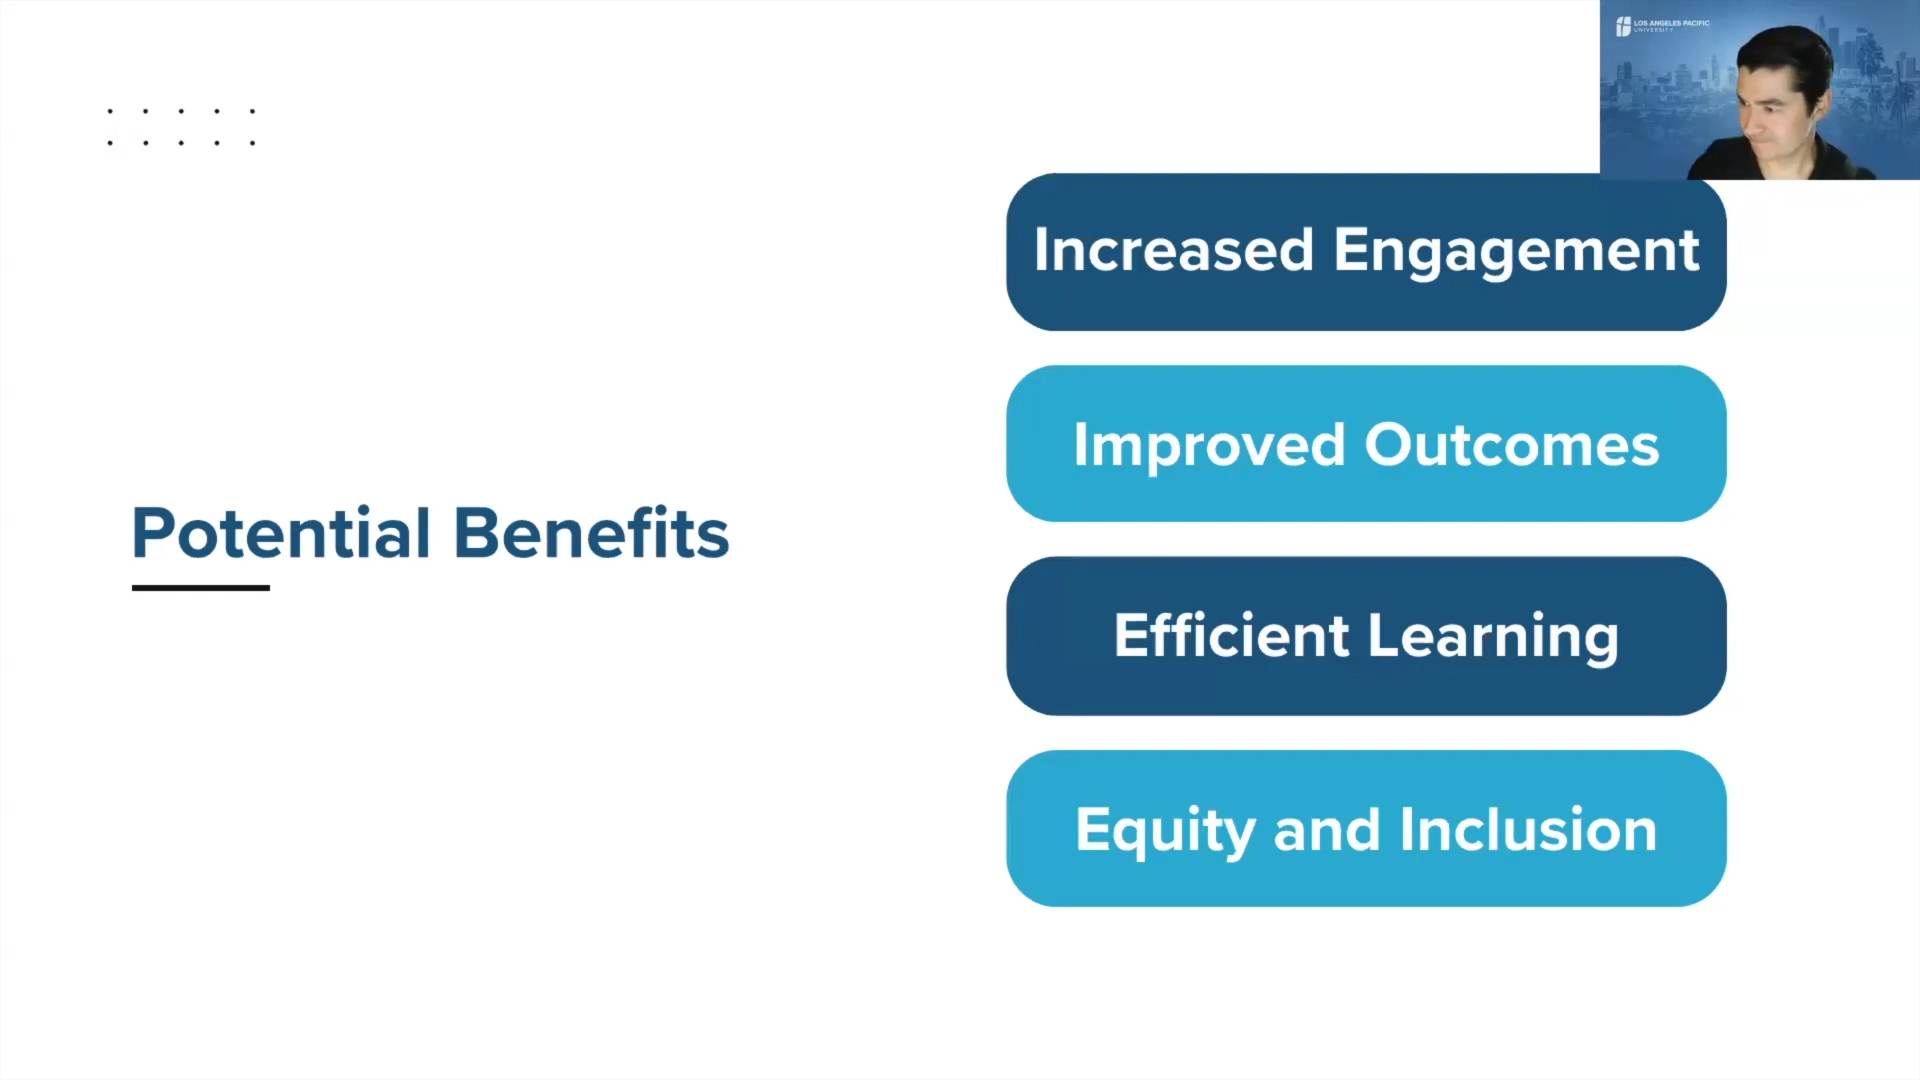 LOS ANGELES PACIFIC
UNIVERSITY
Increased Engagement
Improved Outcomes
Potential Benefits
Efficient Learning
Equity and Inclusion